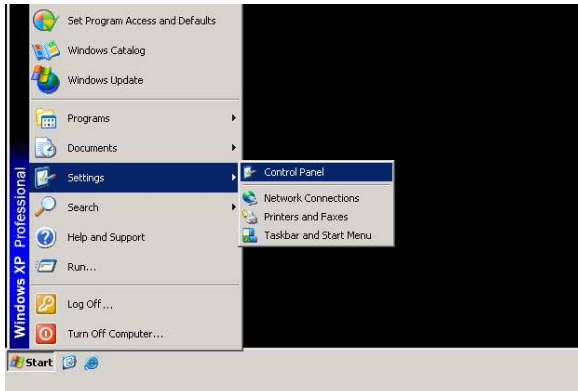 Set Program Access and Defaults
Windows Catalog
Windows Update
Programs
Documents
Settings
Search
Help and Support
Run...
Log Off...
Turn Off Computer...
Control Panel
Network Connections
Printers and Faxes
Taskbar and Start Menu
Windows XP Professional
Start